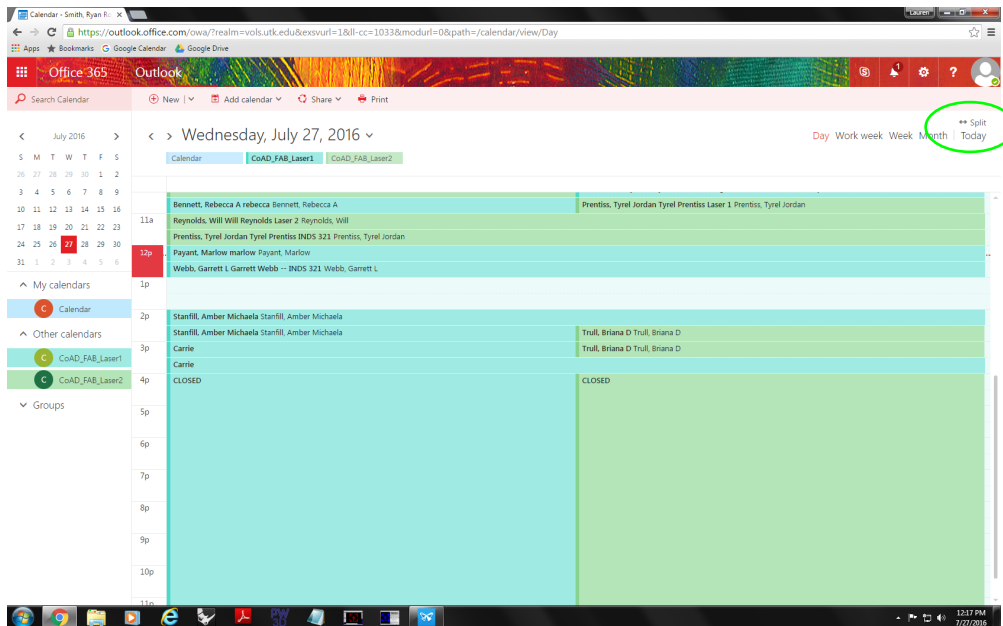 Calendar - Smith, Ryan Ro
Lauren
https://outlook.office.com/owa/?realm=vols.utk.edu&exsvurl=1&ll-cc=1033&modurl=0&path=/calendar/view/Day
Apps Bookmarks Google Calendar Google Drive
Office 365 Outlook 1 ?
Search Calendar New Add calendar Share Print
July 2016
Wednesday, July 27, 2016
Split
Day Work week Week Month Today
Calendar CoAD_FAB_Laser1 CoAD_FAB_Laser2
S M T W T F S
26 27 28 29 30 1 2
3 4 5 6 7 8 9
10 11 12 13 14 15 16
17 18 19 20 21 22 23
24 25 26 27 28 29 30
31 1 2 3 4 5 6
My calendars
C Calendar
Other calendars
C CoAD_FAB_Laser1
C CoAD_FAB_Laser2
Groups
Bennett, Rebecca A rebecca Bennett, Rebecca A
Prentiss, Tyrel Jordan Tyrel Prentiss Laser 1 Prentiss, Tyrel Jordan
11a
Reynolds, Will Will Reynolds Laser 2 Reynolds, Will
Prentiss, Tyrel Jordan Tyrel Prentiss INDS 321 Prentiss, Tyrel Jordan
12p
Payant, Marlow marlow Payant, Marlow
Webb, Garrett L Garrett Webb -- INDS 321 Webb, Garrett L
1p
2p
Stanfill, Amber Michaela Stanfill, Amber Michaela
Stanfill, Amber Michaela Stanfill, Amber Michaela
Trull, Briana D Trull, Briana D
3p
Carrie
Trull, Briana D Trull, Briana D
Carrie
4p
CLOSED
CLOSED
5p
6p
7p
8p
9p
10p
11p
12:17 PM
7/27/2016